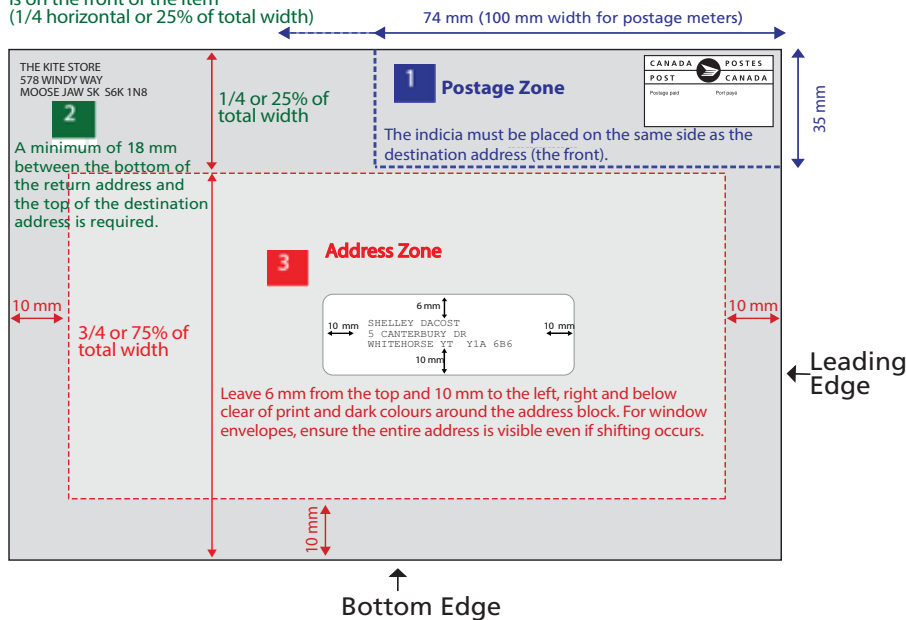 is on the front of the item
(1/4 horizontal or 25% of total width)
74 mm (100 mm width for postage meters)
THE KITE STORE
578 WINDY WAY
MOOSE JAW SK S6K 1N8
2
A minimum of 18 mm
between the bottom of
the return address and
the top of the destination
address is required.
1/4 or 25% of
total width
1
Postage Zone
The indicia must be placed on the same side as the
destination address (the front).
CANADA POSTES
POST CANADA
Postage paid Port payé
35 mm
3
Address Zone
10 mm
3/4 or 75% of
total width
6 mm
10 mm
SHELLEY DACOST
5 CANTERBURY DR
WHITEHORSE YT Y1A 6B6
10 mm
10 mm
10 mm
Leading
Edge
Leave 6 mm from the top and 10 mm to the left, right and below
clear of print and dark colours around the address block. For window
envelopes, ensure the entire address is visible even if shifting occurs.
10 mm
Bottom Edge